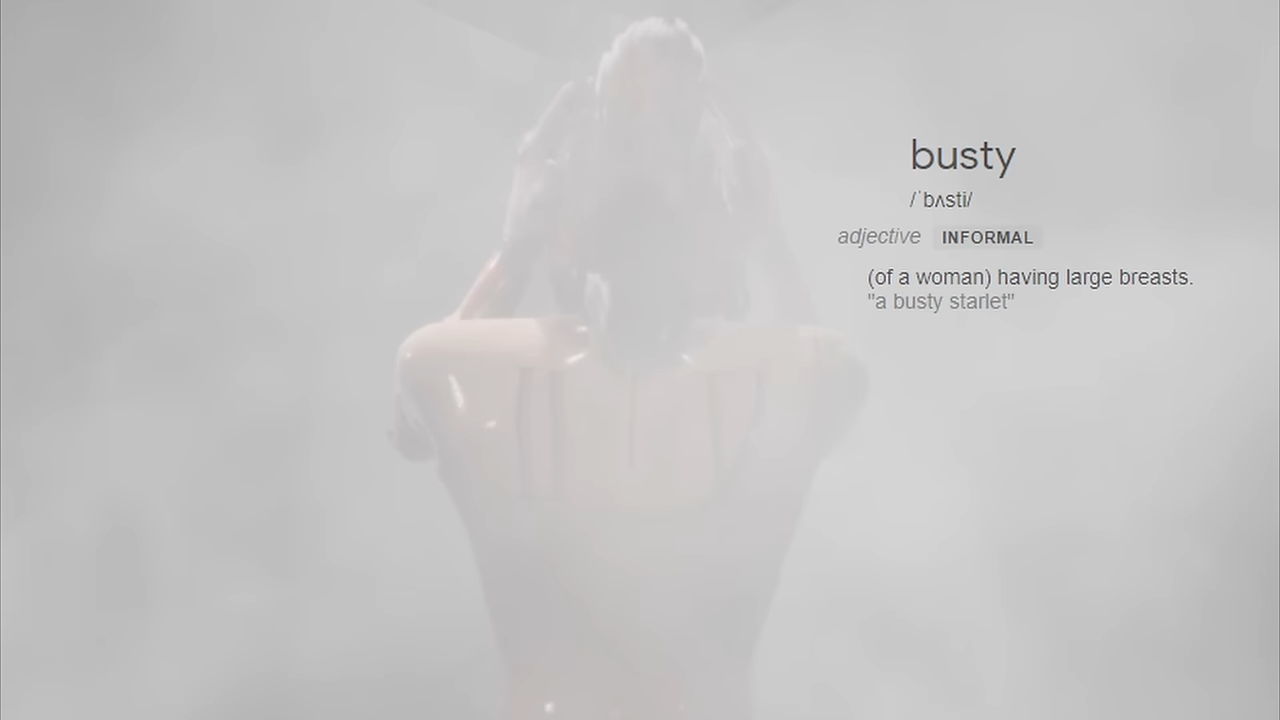 busty
/ˈbʌsti/
adjective INFORMAL
(of a woman) having large breasts.
"a busty starlet"